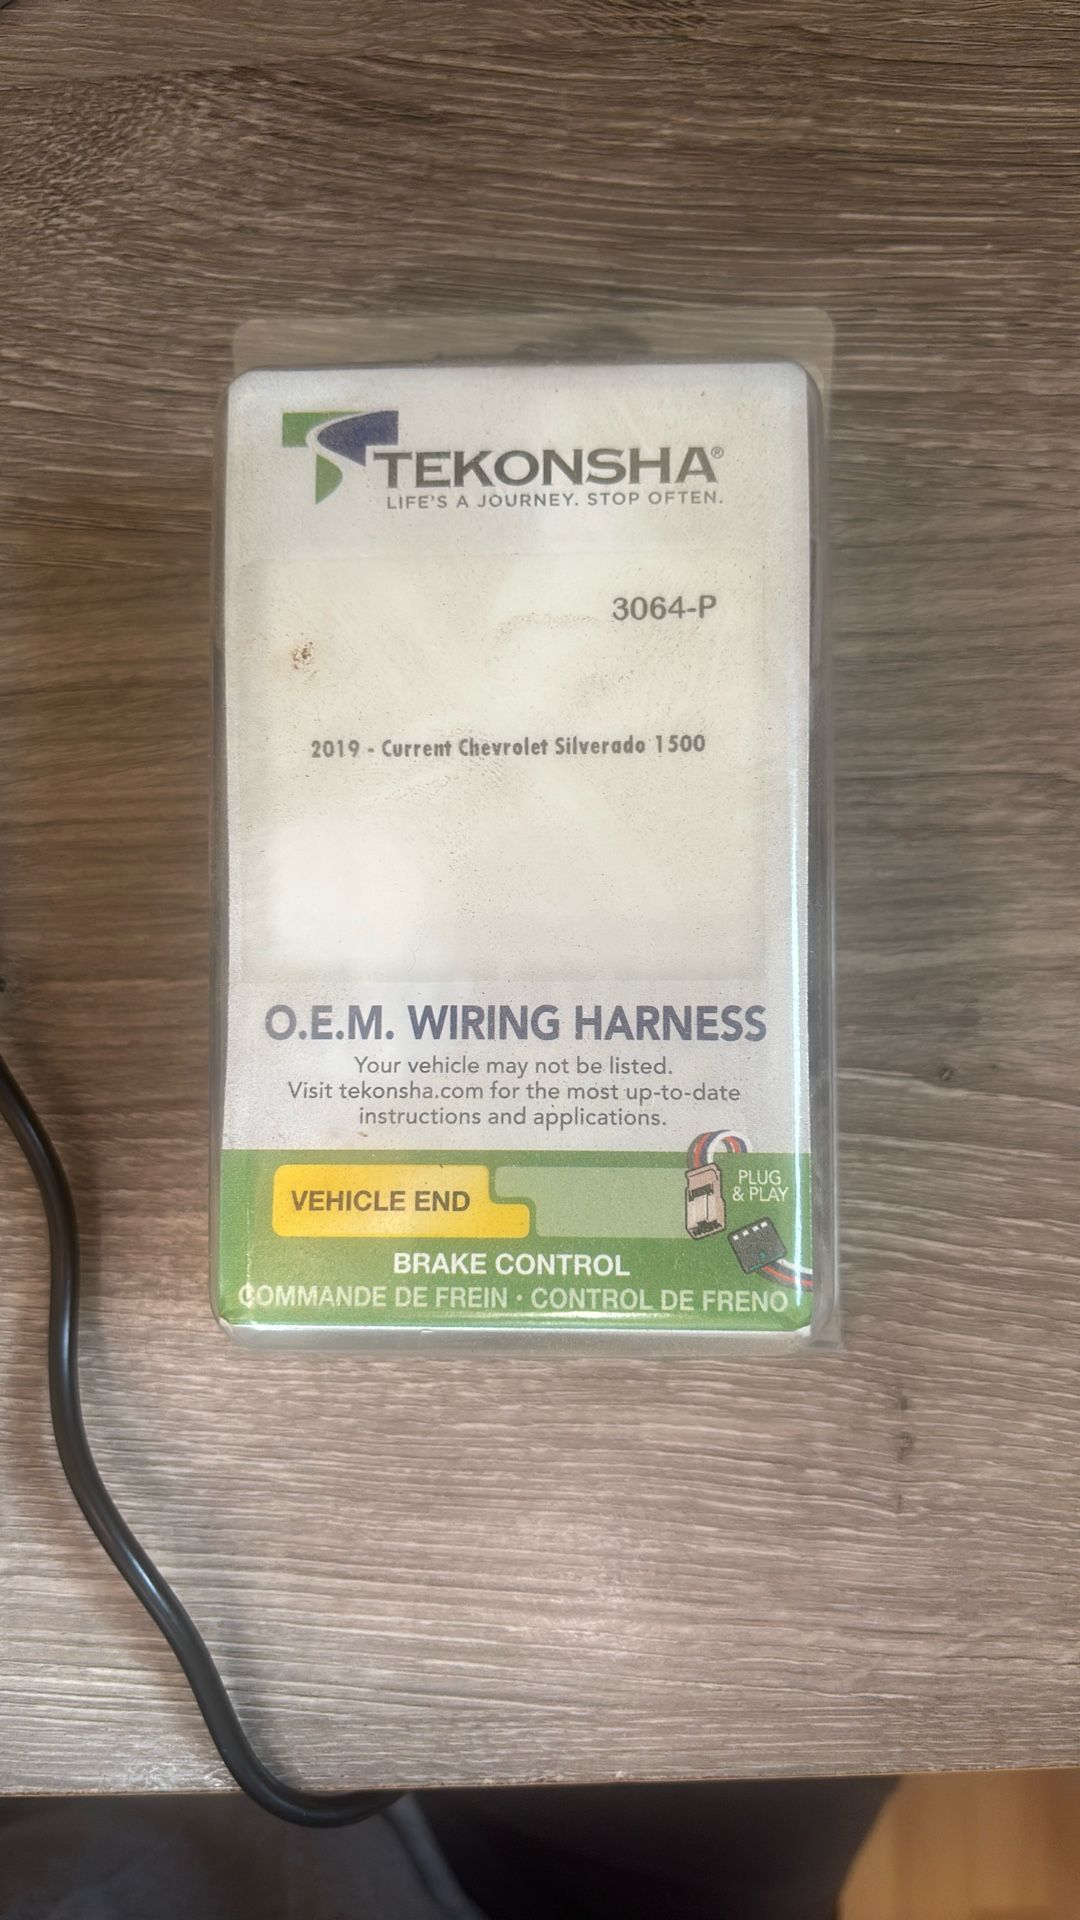 TEKONSHA®
LIFE'S A JOURNEY. STOP OFTEN.
3064-P
2019 - Current Chevrolet Silverado 1500
O.E.M. WIRING HARNESS
Your vehicle may not be listed.
Visit tekonsha.com for the most up-to-date
instructions and applications.
VEHICLE END
PLUG
& PLAY
BRAKE CONTROL
COMMANDE DE FREIN · CONTROL DE FRENO